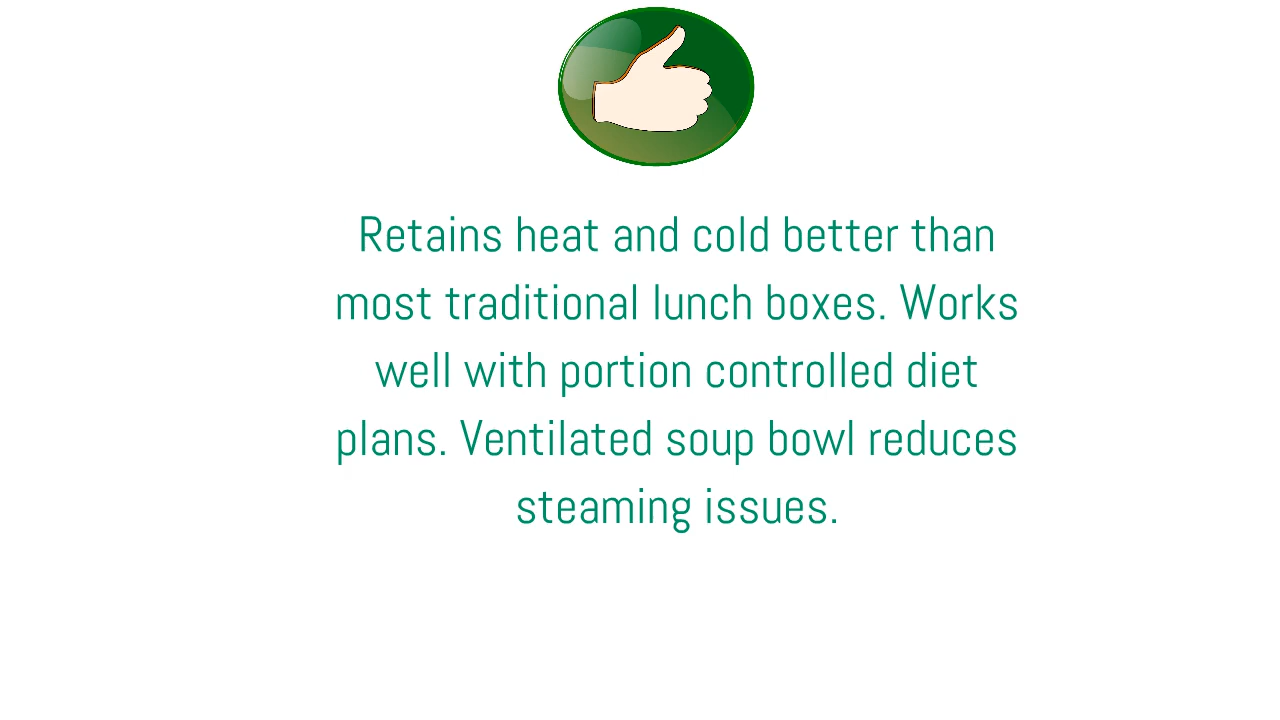 Retains heat and cold better than
most traditional lunch boxes. Works
well with portion controlled diet
plans. Ventilated soup bowl reduces
steaming issues.